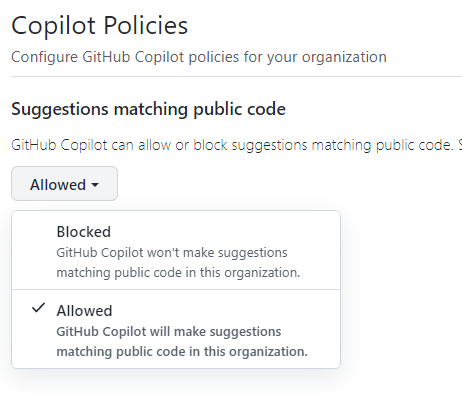 Copilot Policies
Configure GitHub Copilot policies for your organization
Suggestions matching public code
GitHub Copilot can allow or block suggestions matching public code. S
Allowed
Blocked
GitHub Copilot won't make suggestions
matching public code in this organization.
Allowed
GitHub Copilot will make suggestions
matching public code in this organization.